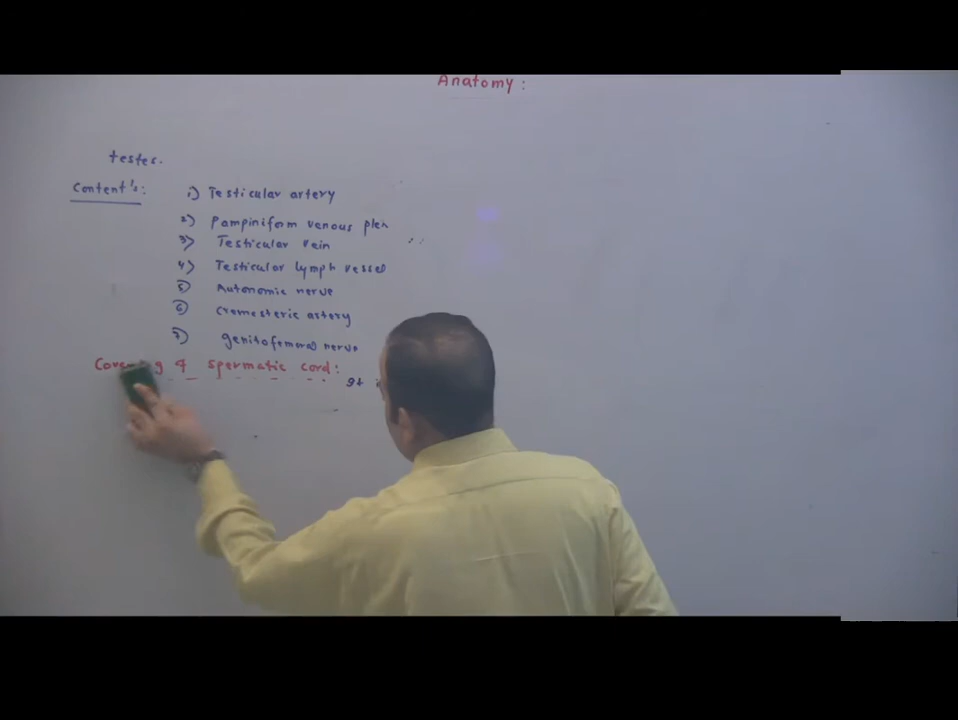 Anatomy:
testes.
Content's:
1) Testicular artery
2) Pampiniform venous plex
3) Testicular vein
4) Testicular lymph vessel
5) Autonomic nerve
6) Cremesteric artery
7) genitofemoral nerve
spermatic cord:
It